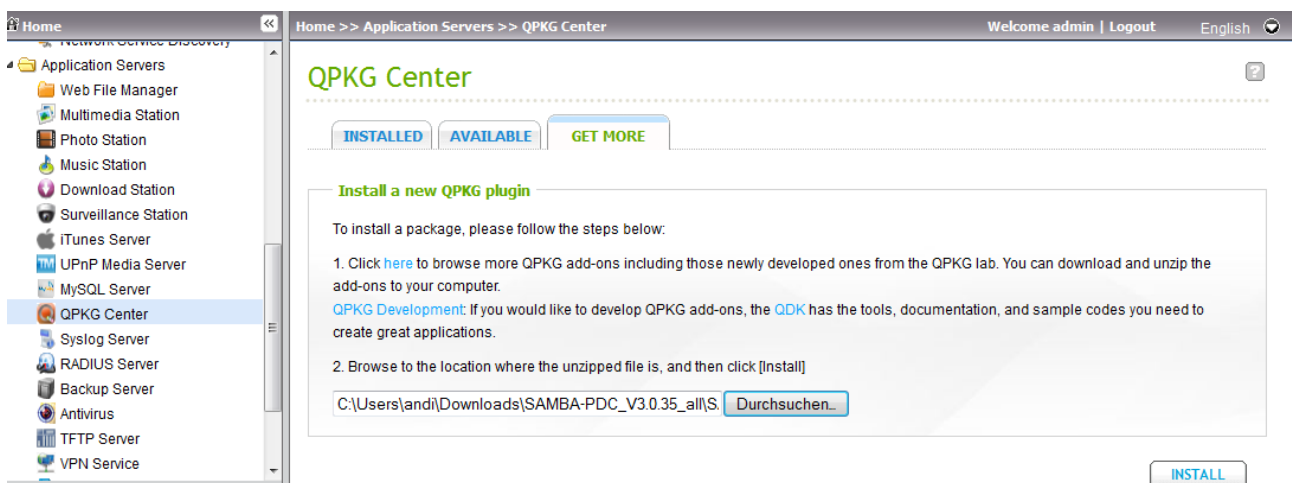 Home
Home >> Application Servers >> QPKG Center
Welcome admin | Logout
English
Network Service Discovery
Application Servers
Web File Manager
Multimedia Station
Photo Station
Music Station
Download Station
Surveillance Station
iTunes Server
UPnP Media Server
MySQL Server
QPKG Center
Syslog Server
RADIUS Server
Backup Server
Antivirus
TFTP Server
VPN Service
QPKG Center
INSTALLED
AVAILABLE
GET MORE
Install a new QPKG plugin
To install a package, please follow the steps below:
1. Click here to browse more QPKG add-ons including those newly developed ones from the QPKG lab. You can download and unzip the
add-ons to your computer.
QPKG Development: If you would like to develop QPKG add-ons, the QDK has the tools, documentation, and sample codes you need to
create great applications.
2. Browse to the location where the unzipped file is, and then click [Install]
C:\Users\andi\Downloads\SAMBA-PDC_V3.0.35_all\S.
Durchsuchen...
INSTALL